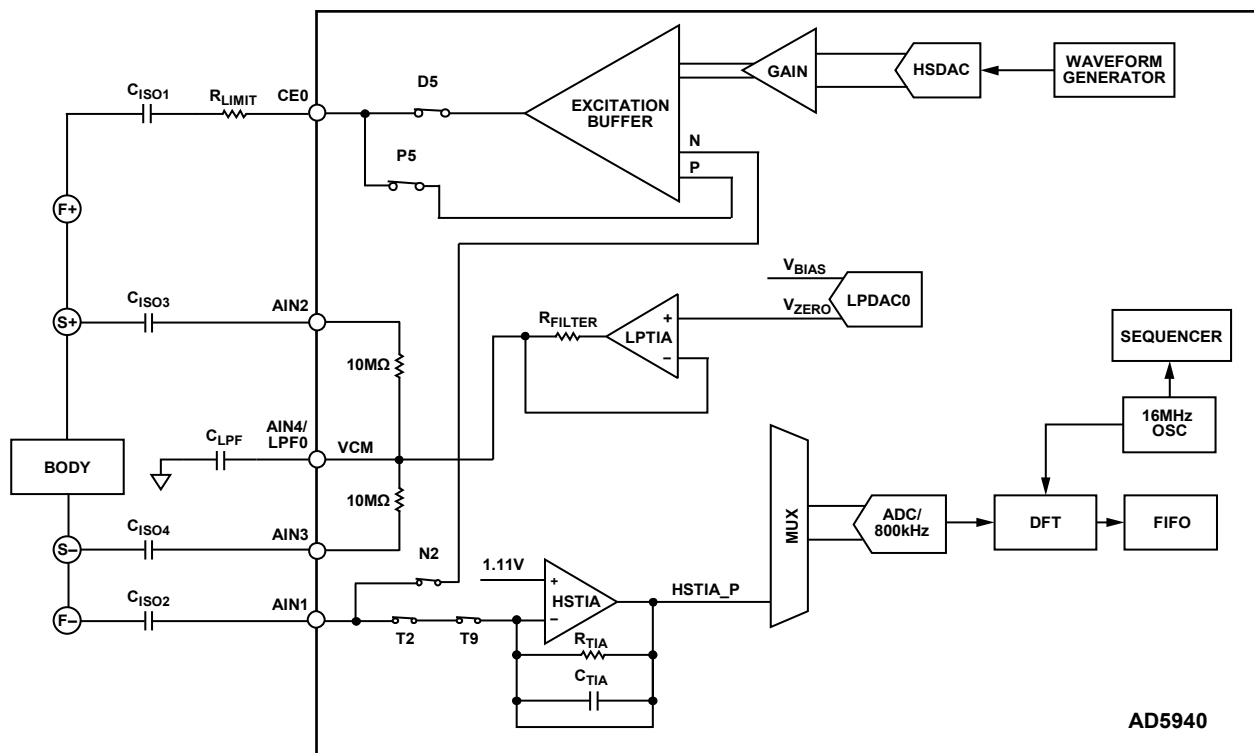 CISO1
RLIMIT
CE0
D5
P5
EXCITATION
BUFFER
N
P
GAIN
HSDAC
WAVEFORM
GENERATOR
F+
S+
CISO3
AIN2
10MΩ
RFILTER
LPTIA
+
–
VBIAS
VZERO
LPDAC0
SEQUENCER
16MHz
OSC
BODY
CLPF
AIN4/
LPF0
VCM
10MΩ
S–
CISO4
AIN3
F–
CISO2
AIN1
N2
T2
T9
1.11V
+
–
HSTIA
HSTIA_P
RTIA
CTIA
MUX
ADC/
800kHz
DFT
FIFO
AD5940